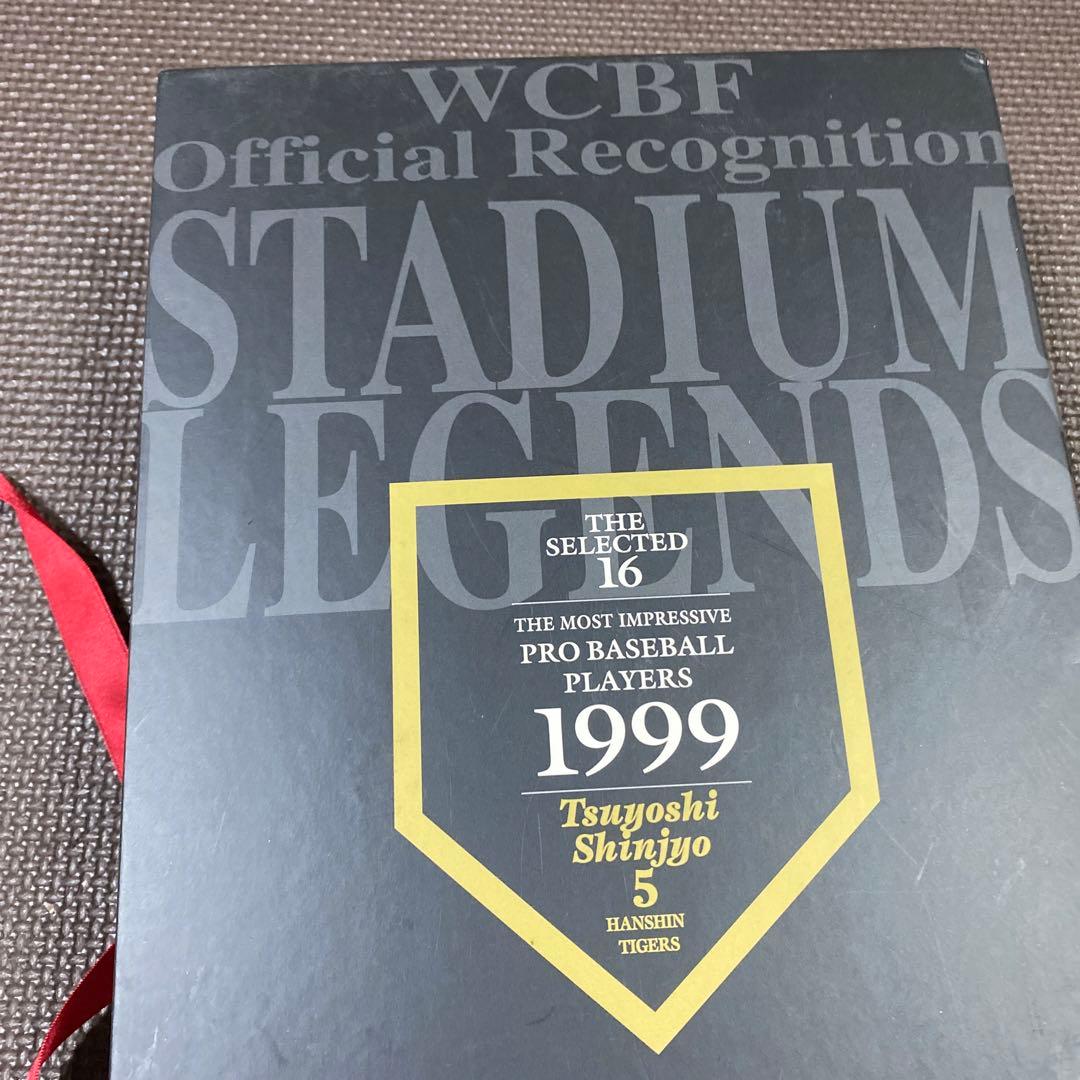 WCBF
Official Recognition
STADIUM
LEGENDS
THE
SELECTED
16
THE MOST IMPRESSIVE
PRO BASEBALL
PLAYERS
1999
Tsuyoshi
Shinjyo
5
HANSHIN
TIGERS